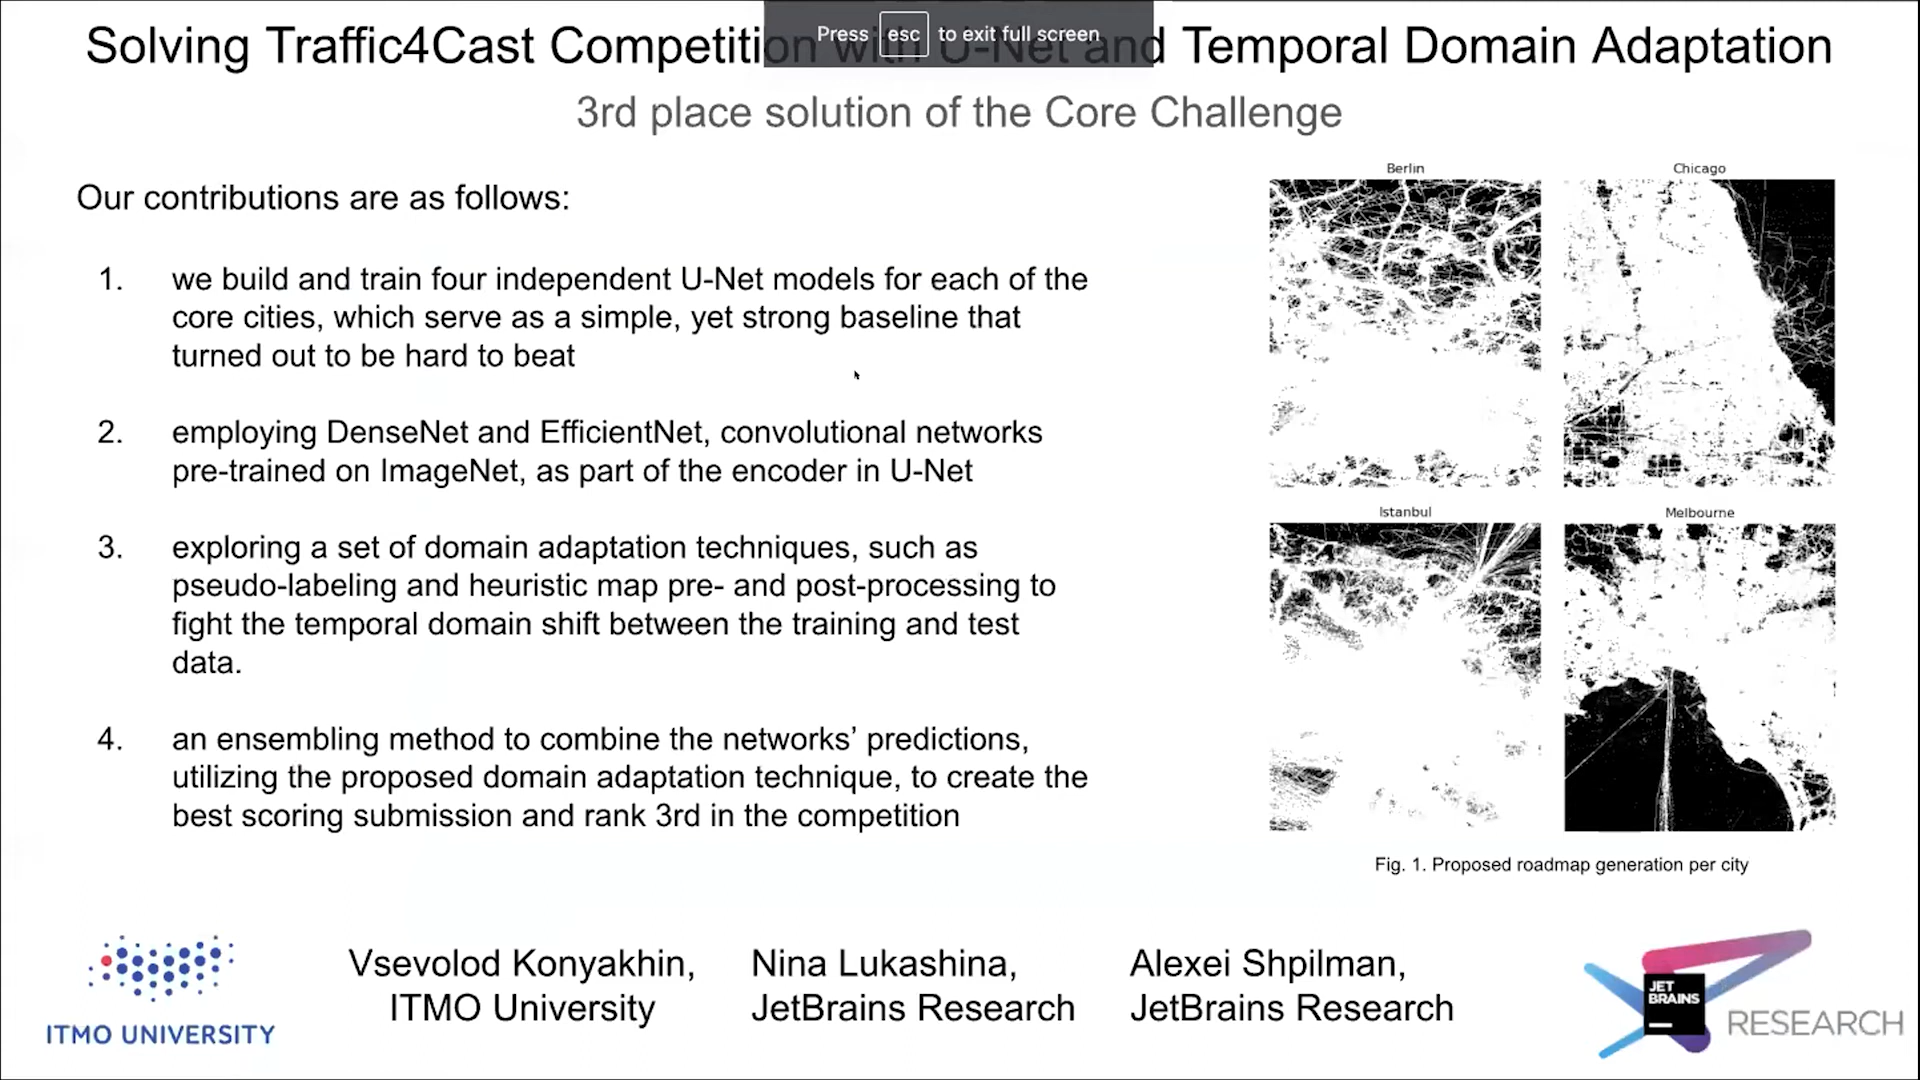 Solving Traffic4Cast Competition with U-Net and Temporal Domain Adaptation
Press esc to exit full screen
3rd place solution of the Core Challenge
Our contributions are as follows:
1. we build and train four independent U-Net models for each of the
core cities, which serve as a simple, yet strong baseline that
turned out to be hard to beat
2. employing DenseNet and EfficientNet, convolutional networks
pre-trained on ImageNet, as part of the encoder in U-Net
3. exploring a set of domain adaptation techniques, such as
pseudo-labeling and heuristic map pre- and post-processing to
fight the temporal domain shift between the training and test
data.
4. an ensembling method to combine the networks’ predictions,
utilizing the proposed domain adaptation technique, to create the
best scoring submission and rank 3rd in the competition
Berlin
Chicago
Istanbul
Melbourne
Fig. 1. Proposed roadmap generation per city
ITMO UNIVERSITY
Vsevolod Konyakhin,
ITMO University
Nina Lukashina,
JetBrains Research
Alexei Shpilman,
JetBrains Research
JET
BRAINS
RESEARCH